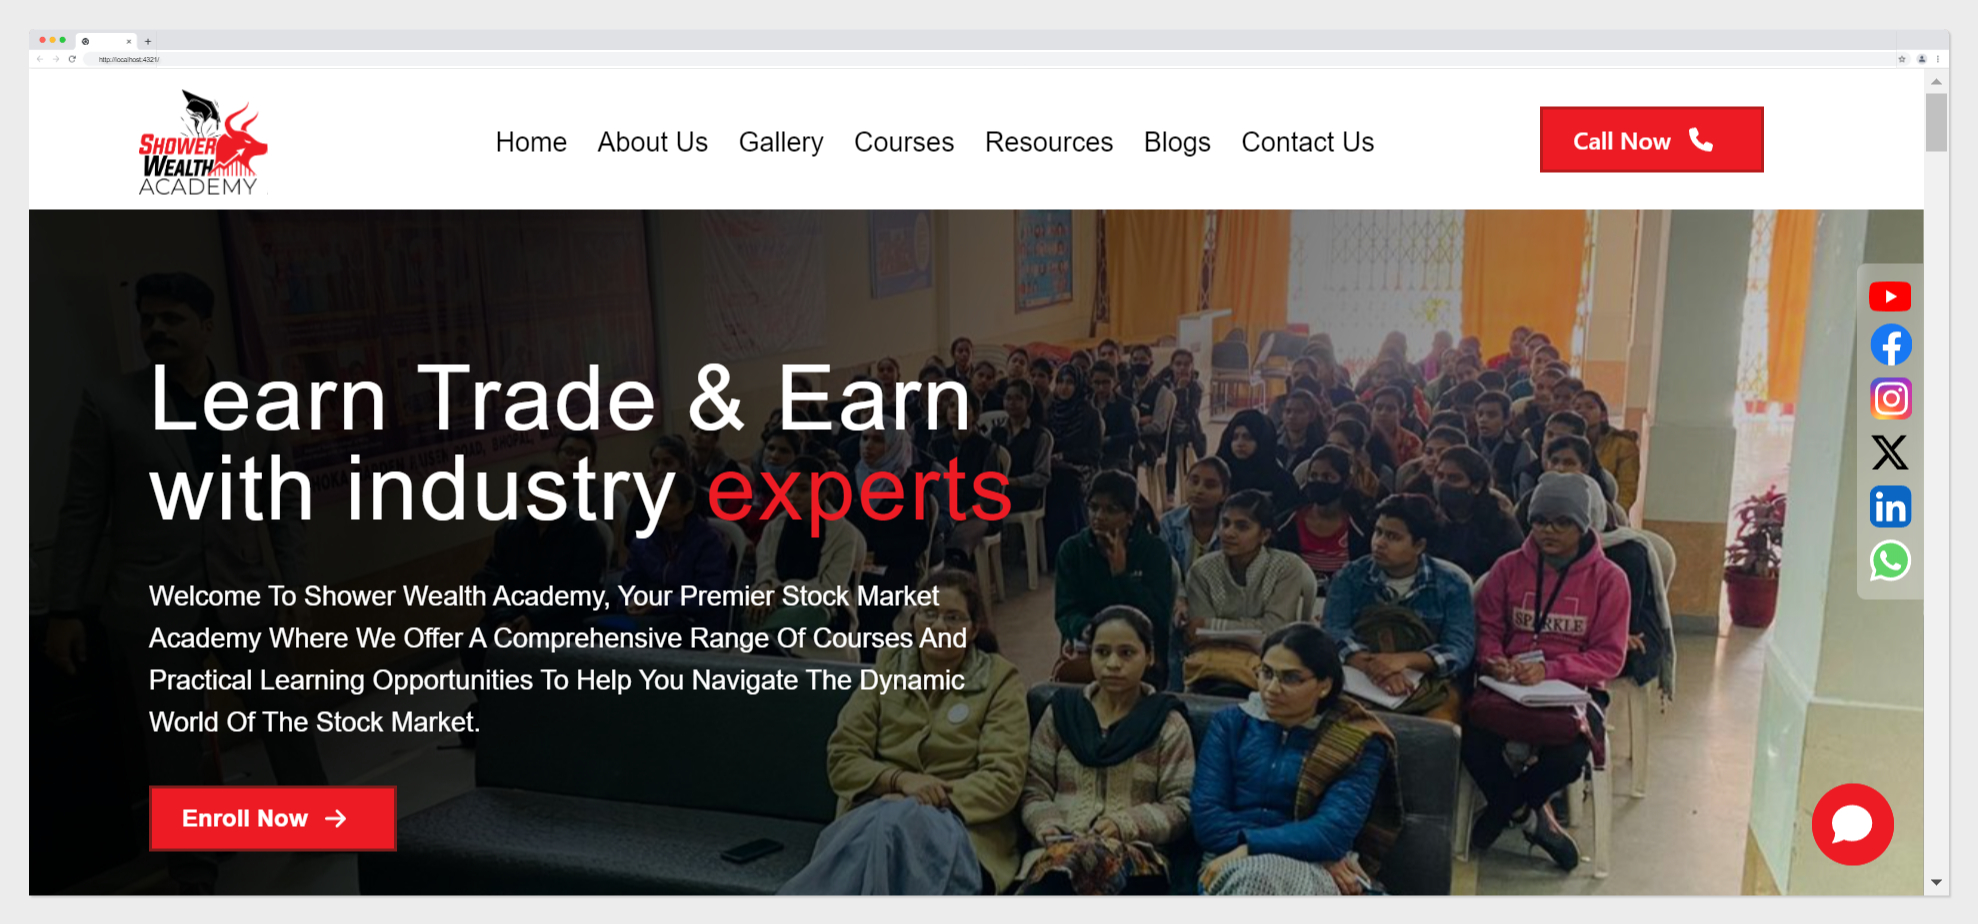 http://localhost:4321/
SHOWER
WEALTH
ACADEMY
Home About Us Gallery Courses Resources Blogs Contact Us
Call Now
Learn Trade & Earn
with industry experts
Welcome To Shower Wealth Academy, Your Premier Stock Market
Academy Where We Offer A Comprehensive Range Of Courses And
Practical Learning Opportunities To Help You Navigate The Dynamic
World Of The Stock Market.
Enroll Now
in
SPARKLE